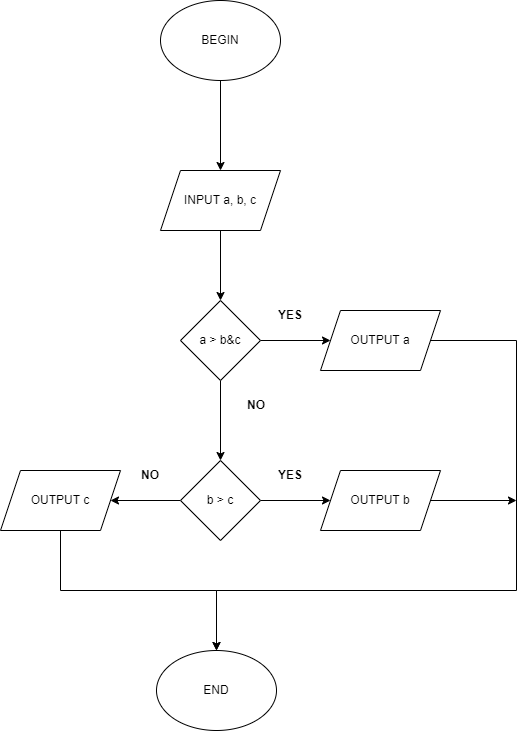 BEGIN
INPUT a, b, c
YES
a > b&c
OUTPUT a
NO
NO
YES
OUTPUT c
b > c
OUTPUT b
END